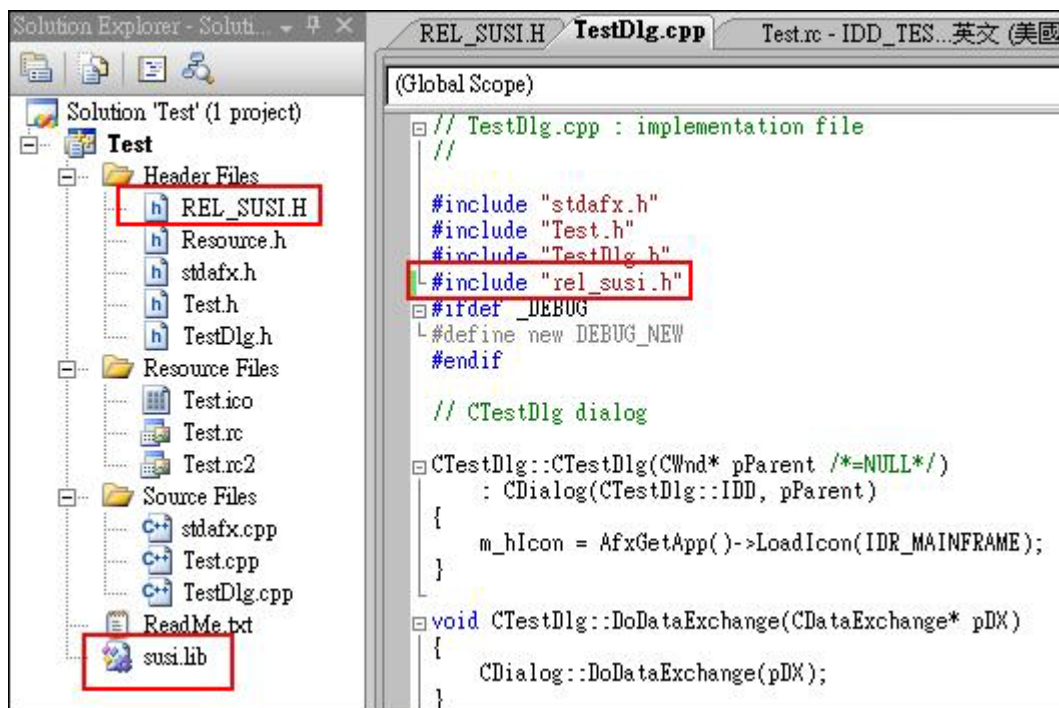 Solution Explorer - Soluti...
Solution 'Test' (1 project)
Test
Header Files
REL_SUSI.H
Resource.h
stdafx.h
Test.h
TestDlg.h
Resource Files
Test.ico
Test.rc
Test.rc2
Source Files
stdafx.cpp
Test.cpp
TestDlg.cpp
ReadMe.txt
susi.lib
REL_SUSI.H TestDlg.cpp Test.rc - IDD_TES...英文 (美國
(Global Scope)
// TestDlg.cpp : implementation file
//
#include "stdafx.h"
#include "Test.h"
#include "TestDlg.h"
#include "rel_susi.h"
#ifdef _DEBUG
#define new DEBUG_NEW
#endif
// CTestDlg dialog
CTestDlg::CTestDlg(CWnd* pParent /*=NULL*/)
: CDialog(CTestDlg::IDD, pParent)
{
m_hIcon = AfxGetApp()->LoadIcon(IDR_MAINFRAME);
}
void CTestDlg::DoDataExchange(CDataExchange* pDX)
{
CDialog::DoDataExchange(pDX);
}